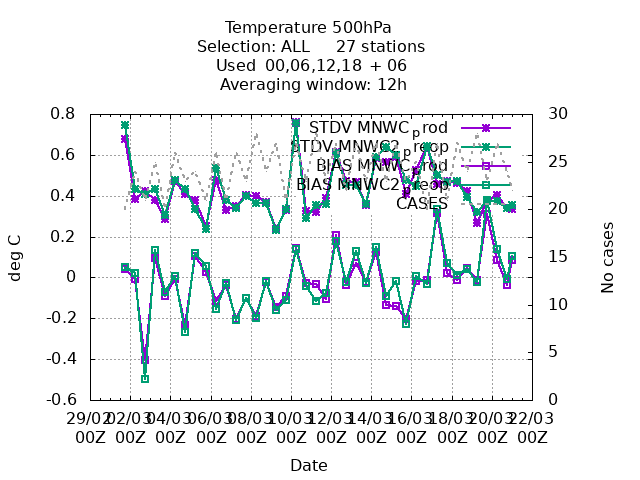 Temperature 500hPa
Selection: ALL 27 stations
Used 00,06,12,18 + 06
Averaging window: 12h
0.8
0.6
0.4
0.2
0
-0.2
-0.4
-0.6
30
25
20
15
10
5
0
STDV MNWCprod
STDV MNWC2preop
BIAS MNWCprod
BIAS MNWC2preop
CASES
deg C
No cases
29/02 02/03 04/03 06/03 08/03 10/03 12/03 14/03 16/03 18/03 20/03 22/03
00Z 00Z 00Z 00Z 00Z 00Z 00Z 00Z 00Z 00Z 00Z 00Z
Date